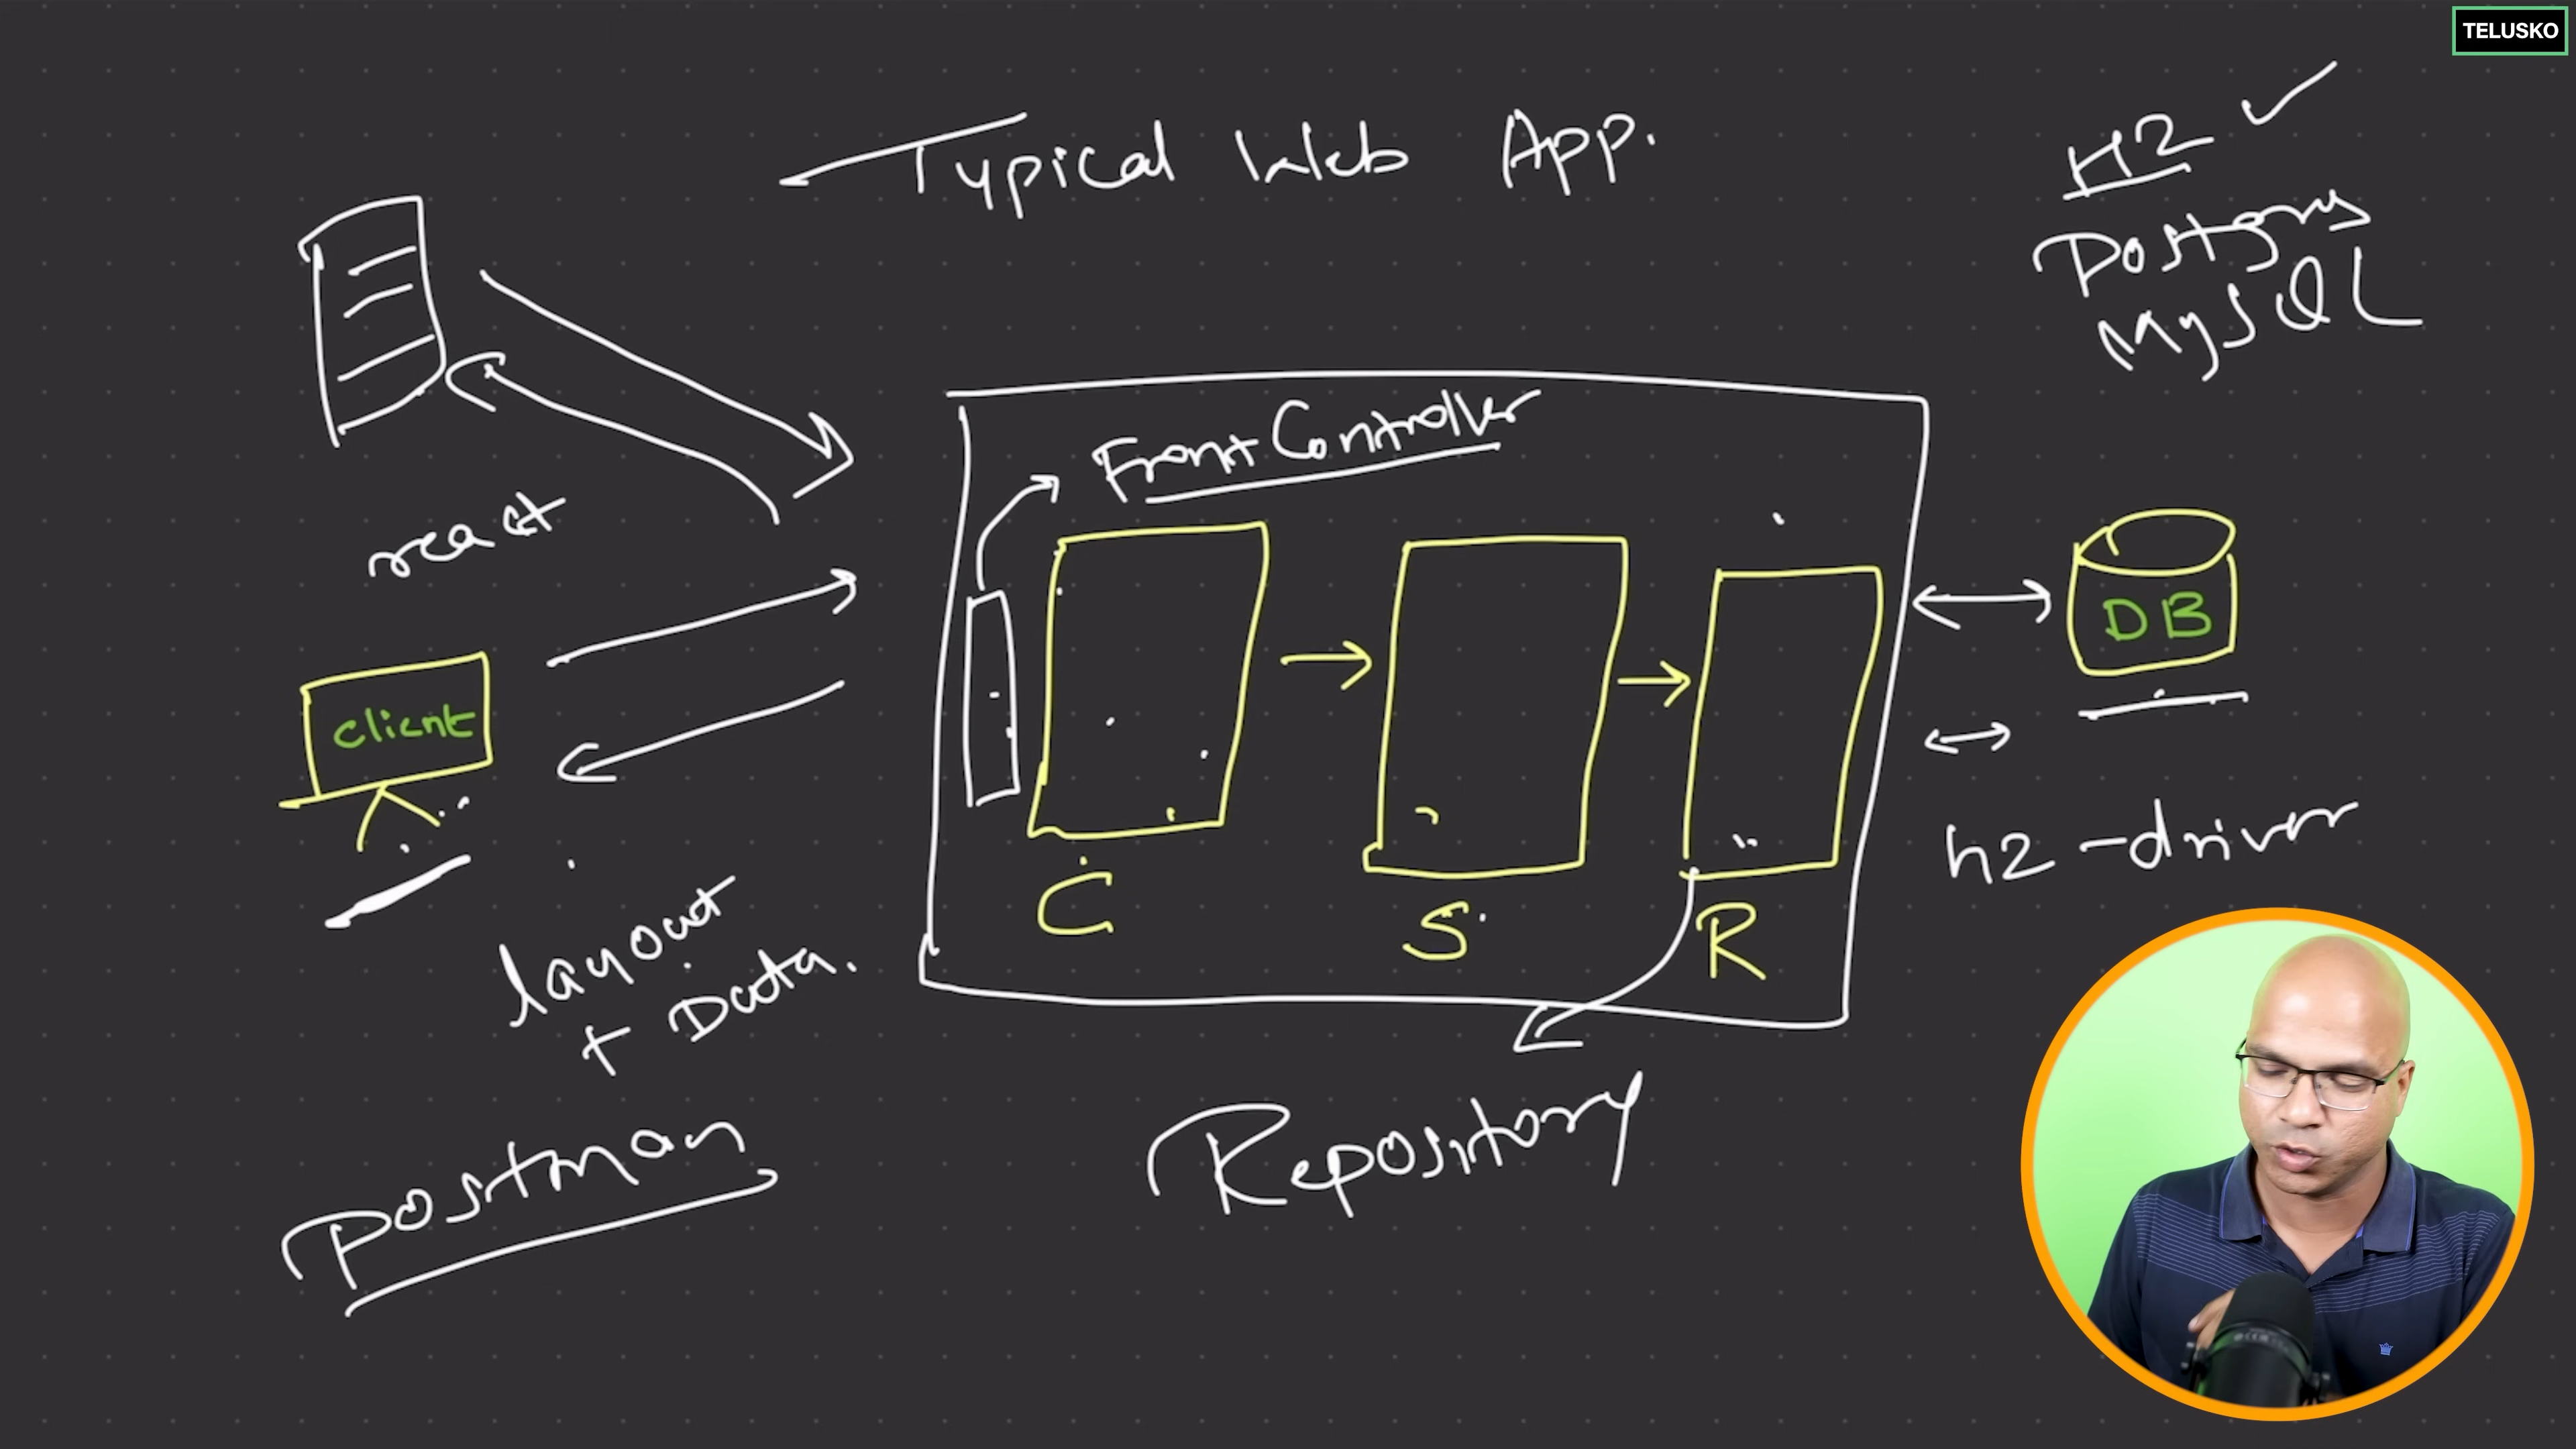 TELUSKO
Typical Web App.
H2
Postgres
MySQL
Front Controller
react
client
DB
C
S
R
h2-driver
layout
+ Data.
Postman
Repository